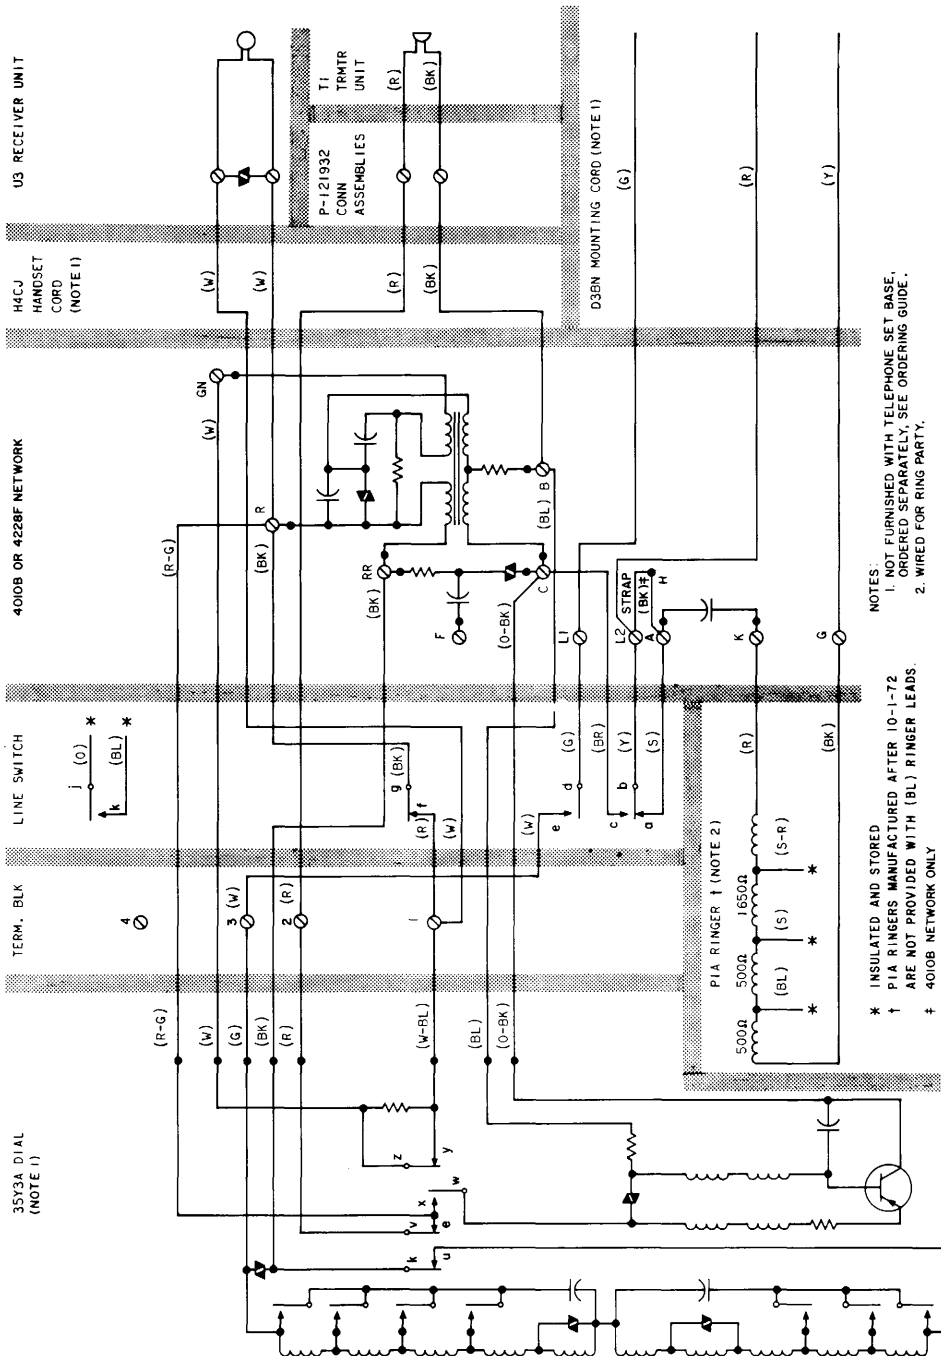 U3 RECEIVER UNIT
T1
TRMTR
UNIT
(R)
(BK)
P-121932
CONN
ASSEMBLIES
H4CJ
HANDSET
CORD
(NOTE 1)
(W)
(W)
(R)
(BK)
D3BN MOUNTING CORD (NOTE 1)
(G)
(R)
(Y)
4010B OR 4228F NETWORK
GN
(W)
R
(R-G)
(BK)
RR
(BK)
F
B
(BL)
C
(O-BK)
L1
L2
STRAP
(BK)‡
H
A
K
G
LINE SWITCH
j (O) *
k (BL) *
g (BK)
f
(R)
(W)
(W)
e
d (G)
(BR)
c
b (Y)
a (S)
(R)
(BK)
TERM. BLK
4
3 (W)
2 (R)
1
P1A RINGER † (NOTE 2)
500Ω 500Ω 1650Ω
(BL) (S) (S-R)
* * *
35Y3A DIAL
(NOTE 1)
(R-G)
(W)
(G)
(BK)
(R)
(W-BL)
(BL)
(O-BK)
z
y
x
w
v
e
k
u
* INSULATED AND STORED
† P1A RINGERS MANUFACTURED AFTER 10-1-72
ARE NOT PROVIDED WITH (BL) RINGER LEADS.
‡ 4010B NETWORK ONLY
NOTES:
1. NOT FURNISHED WITH TELEPHONE SET BASE,
ORDERED SEPARATELY, SEE ORDERING GUIDE.
2. WIRED FOR RING PARTY.